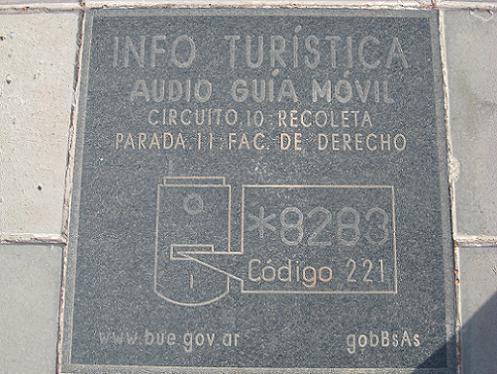 INFO TURÍSTICA
AUDIO GUÍA MÓVIL
CIRCUITO.10:RECOLETA
PARADA.11:FAC. DE DERECHO
*8283
Código 221
www.bue.gov.ar gobBsAs